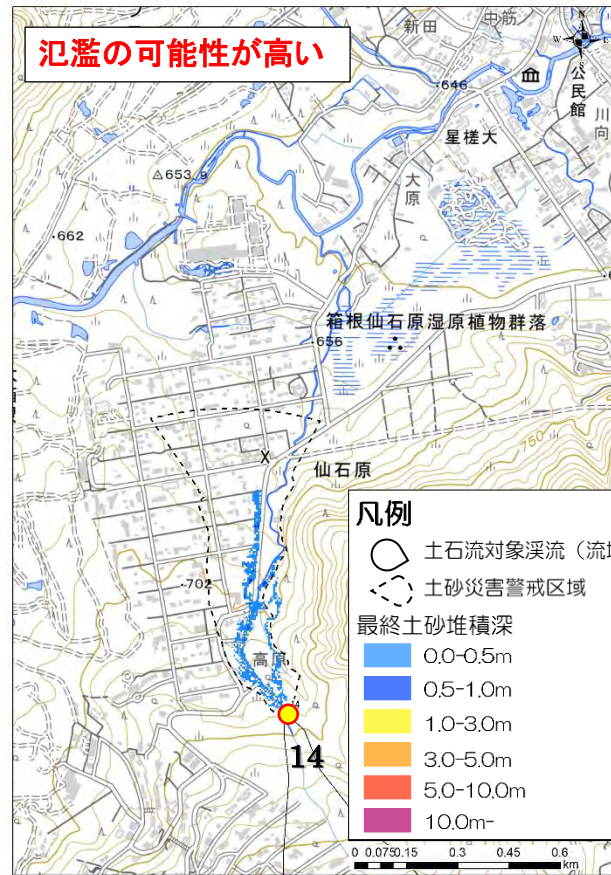 氾濫の可能性が高い
新田
中筋
N
W
E
S
646
公民館
川向
星槎大
大原
△653.9
・662
箱根仙石原湿原植物群落
・656
750
仙石原
X
・702
高原
14
14
凡例
土石流対象渓流（流
土砂災害警戒区域
最終土砂堆積深
0.0-0.5m
0.5-1.0m
1.0-3.0m
3.0-5.0m
5.0-10.0m
10.0m-
0 0.075 0.15 0.3 0.45 0.6
km